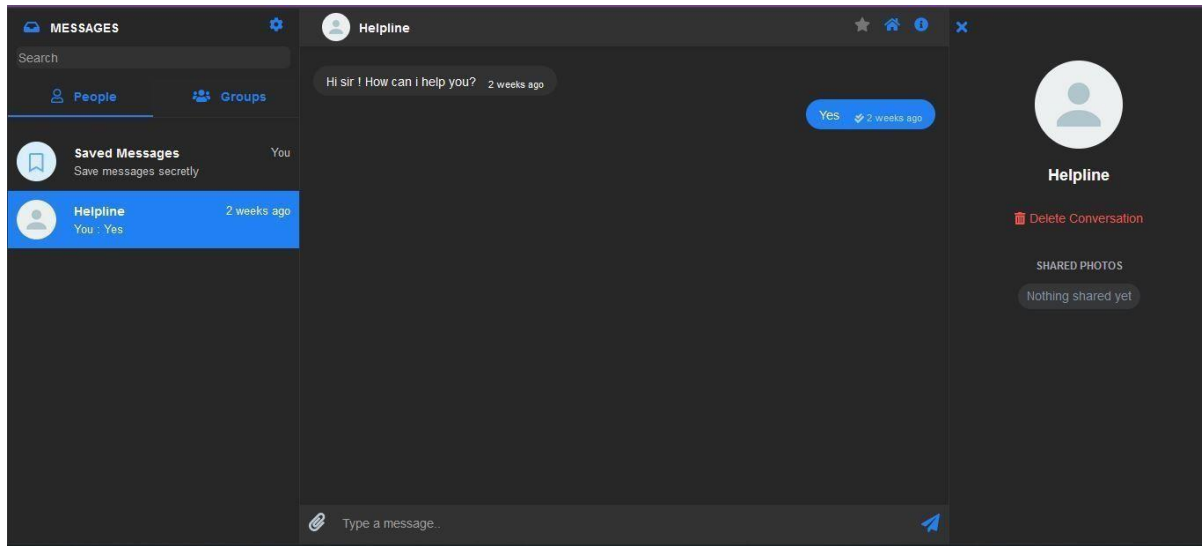 MESSAGES
Search
People Groups
Saved Messages You
Save messages secretly
Helpline 2 weeks ago
You : Yes
Helpline
Hi sir ! How can i help you? 2 weeks ago
Yes 2 weeks ago
Type a message..
Helpline
Delete Conversation
SHARED PHOTOS
Nothing shared yet